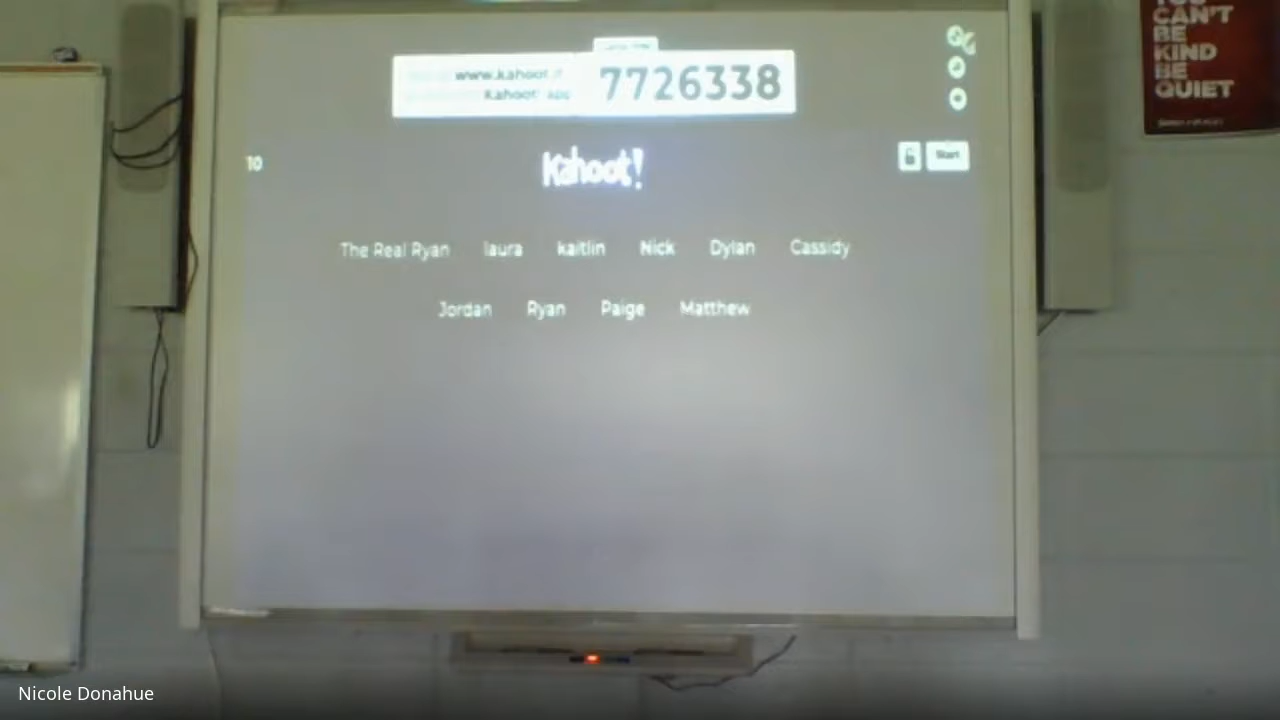 www.kahoot.it
Kahoot! app
7726338
10
Kahoot!
Start
The Real Ryan laura kaitlin Nick Dylan Cassidy
Jordan Ryan Paige Matthew
CAN'T
BE
KIND
BE
QUIET
Nicole Donahue